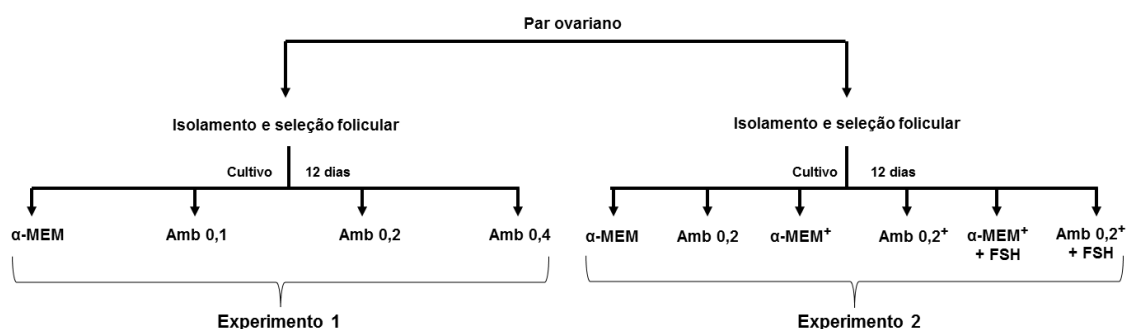 Par ovariano
Isolamento e seleção folicular
Isolamento e seleção folicular
Cultivo 12 dias
Cultivo 12 dias
α-MEM Amb 0,1 Amb 0,2 Amb 0,4
α-MEM Amb 0,2 α-MEM⁺ Amb 0,2⁺ α-MEM⁺ + FSH Amb 0,2⁺ + FSH
Experimento 1
Experimento 2